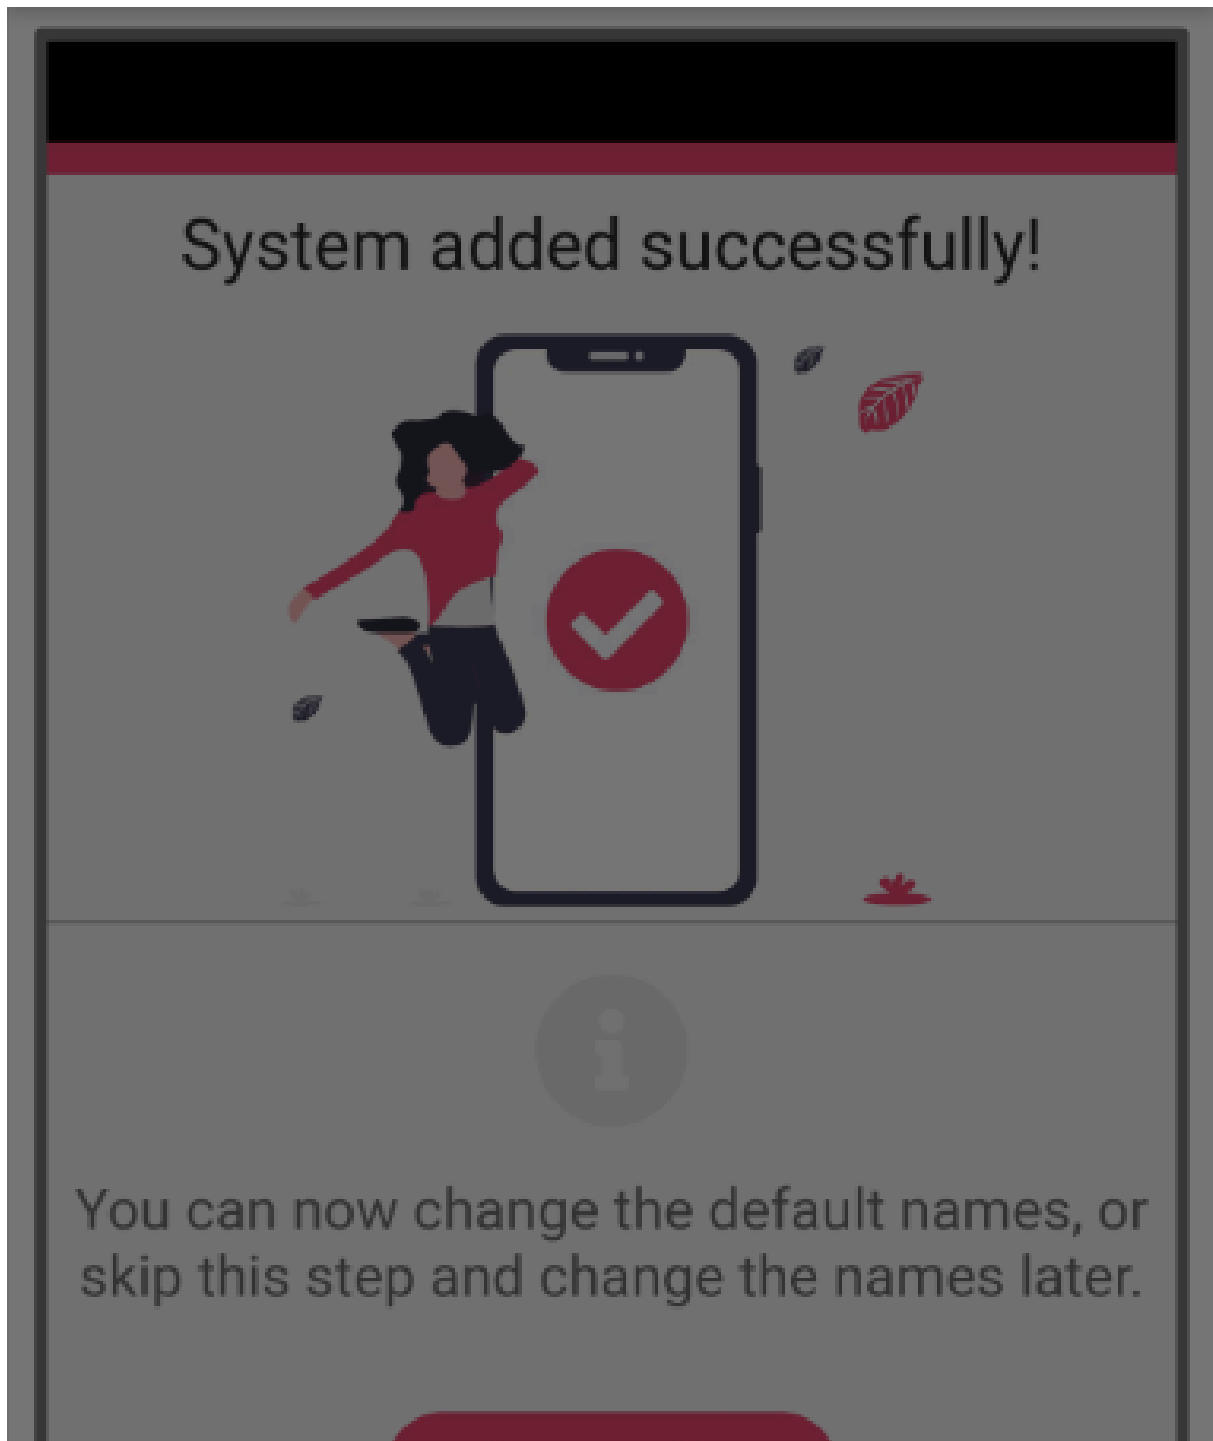 System added successfully!
You can now change the default names, or
skip this step and change the names later.